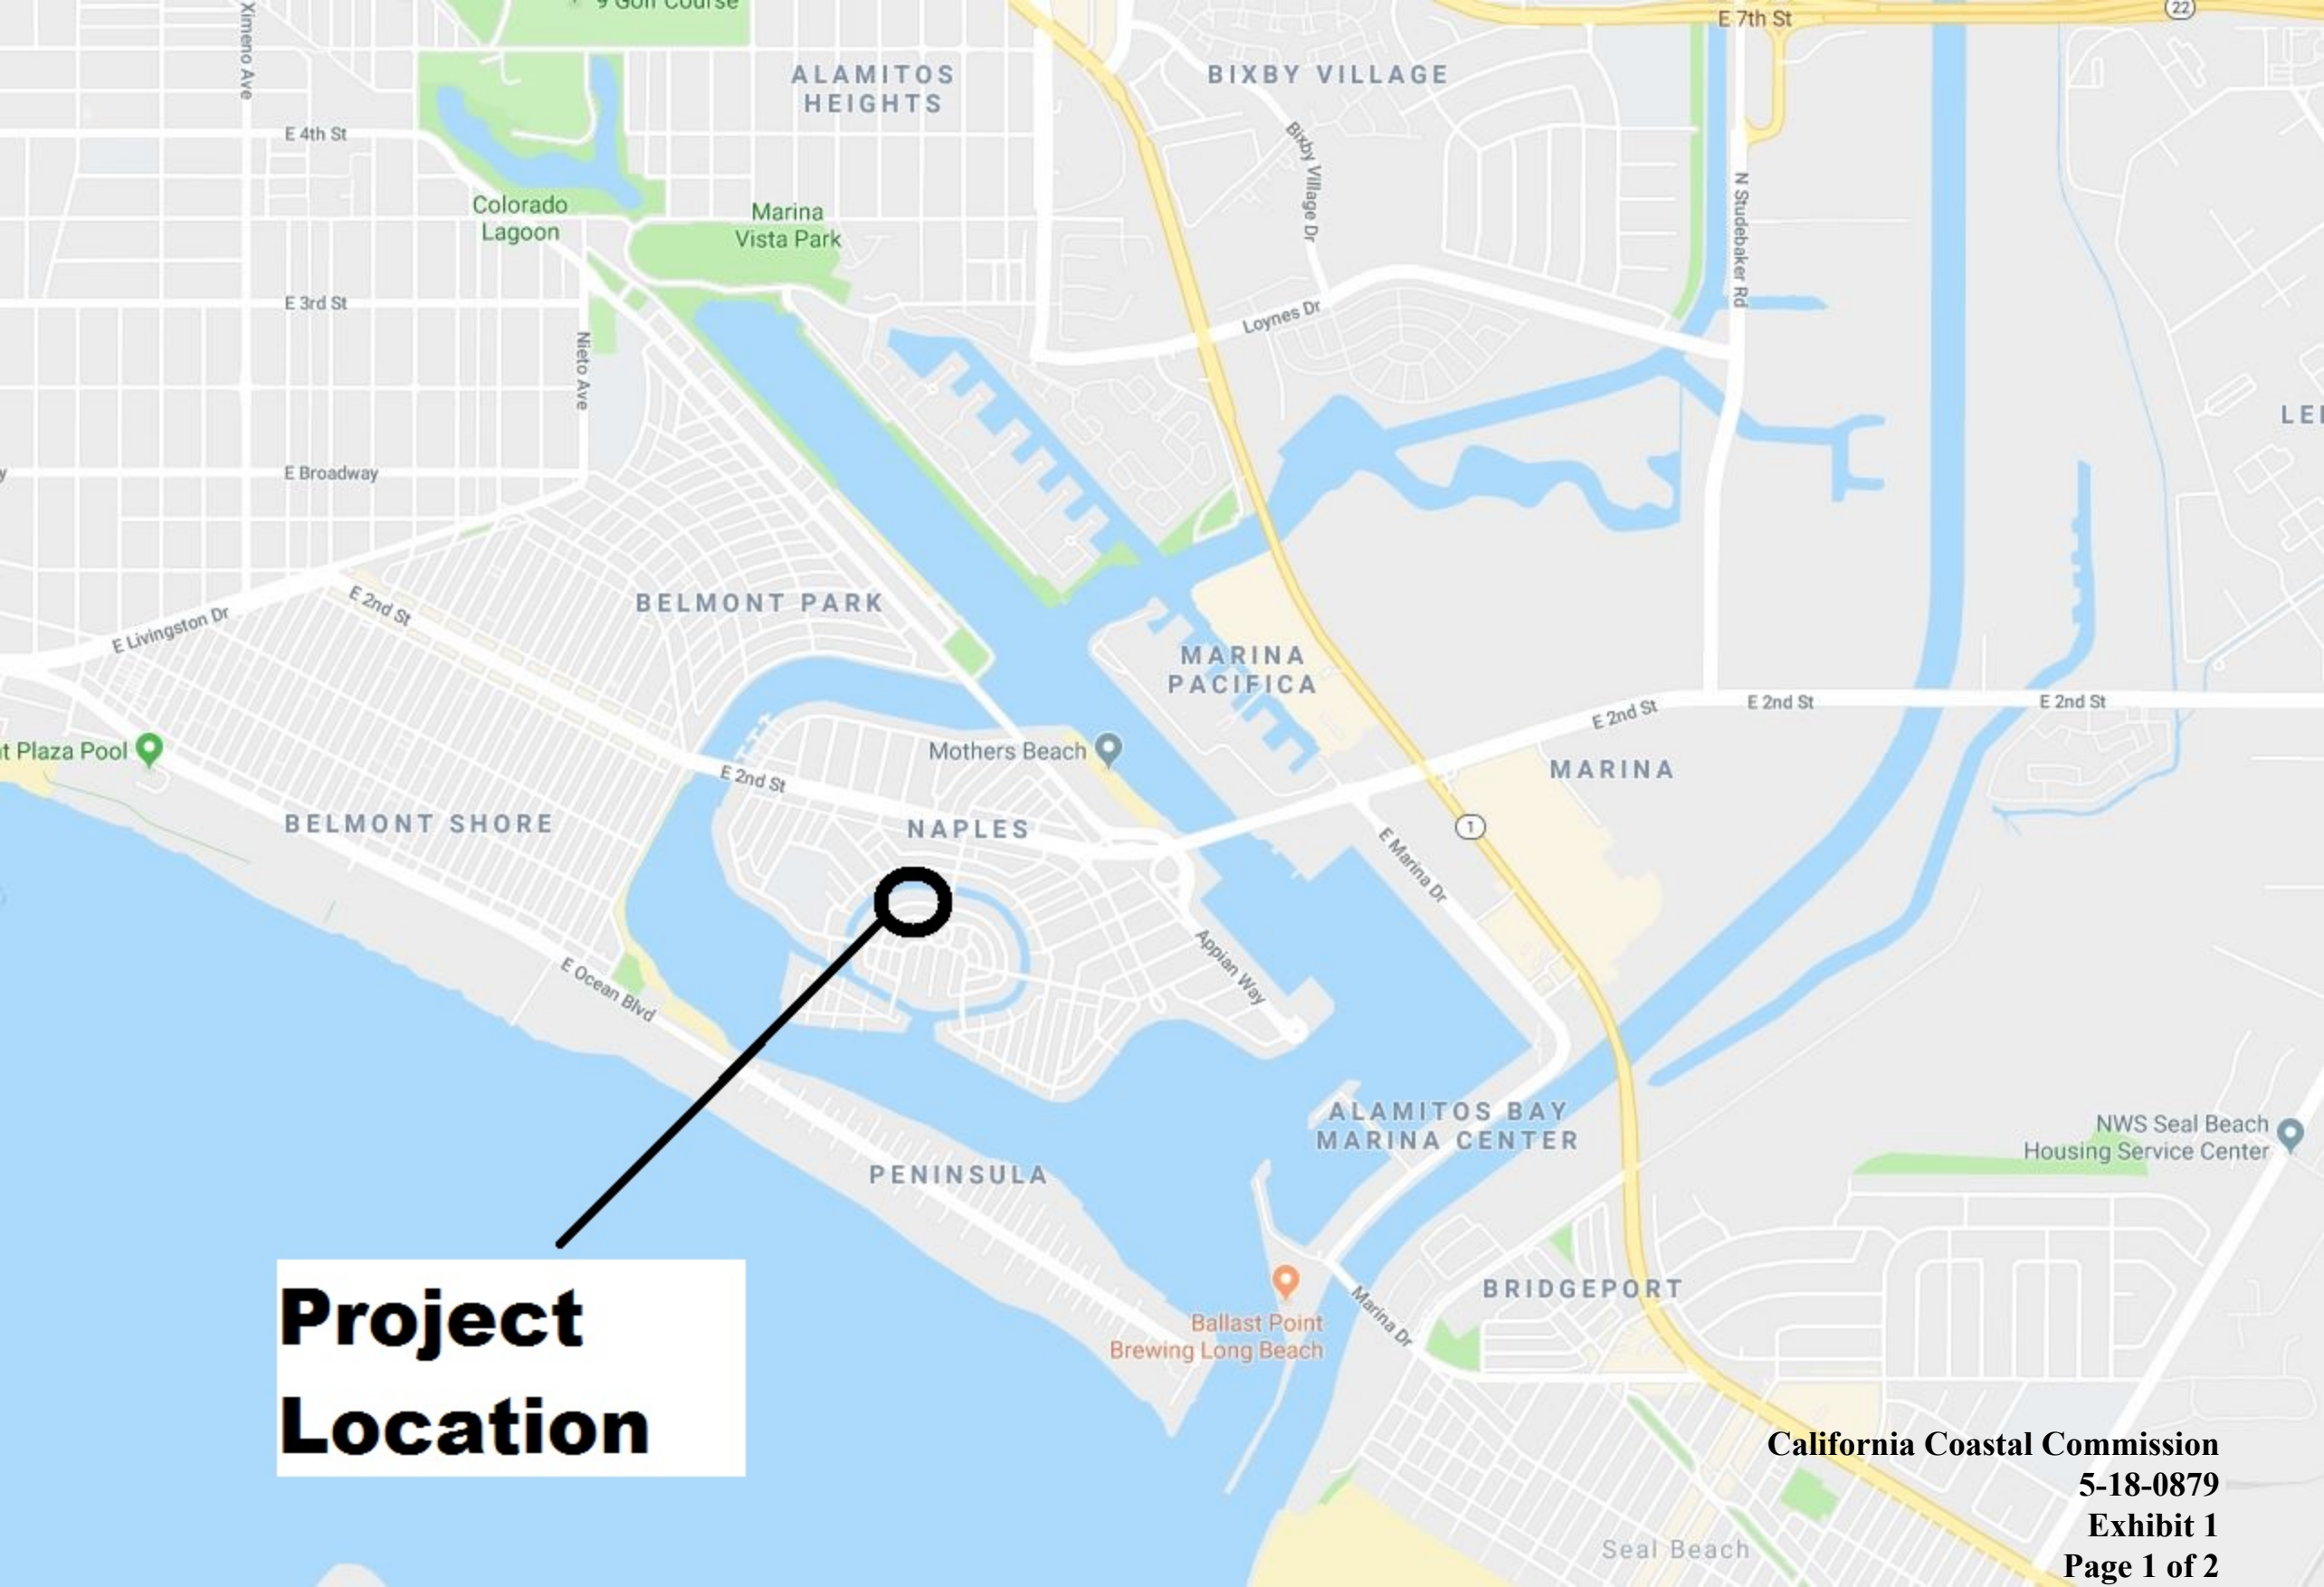 9 Golf Course
E 7th St
22
Ximeno Ave
ALAMITOS
HEIGHTS
BIXBY VILLAGE
E 4th St
Bixby Village Dr
N Studebaker Rd
Colorado
Lagoon
Marina
Vista Park
E 3rd St
Loynes Dr
Nieto Ave
E Broadway
E 2nd St
E Livingston Dr
BELMONT PARK
MARINA
PACIFICA
E 2nd St
E 2nd St
E 2nd St
Plaza Pool
Mothers Beach
E 2nd St
MARINA
BELMONT SHORE
NAPLES
1
E Marina Dr
Appian Way
E Ocean Blvd
ALAMITOS BAY
MARINA CENTER
NWS Seal Beach
Housing Service Center
PENINSULA
BRIDGEPORT
Marina Dr
Ballast Point
Brewing Long Beach
Project
Location
Seal Beach
California Coastal Commission
5-18-0879
Exhibit 1
Page 1 of 2